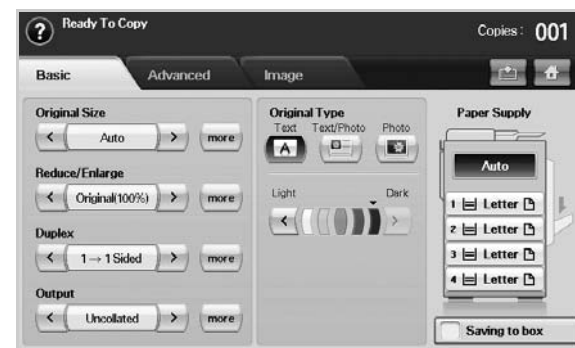 ? Ready To Copy
Copies: 001
Basic
Advanced
Image
Original Size
< Auto > more
Reduce/Enlarge
< Original(100%) > more
Duplex
< 1 → 1 Sided > more
Output
< Uncollated > more
Original Type
Text Text/Photo Photo
A
Light Dark
< >
Paper Supply
Auto
1 Letter
2 Letter
3 Letter
4 Letter
Saving to box